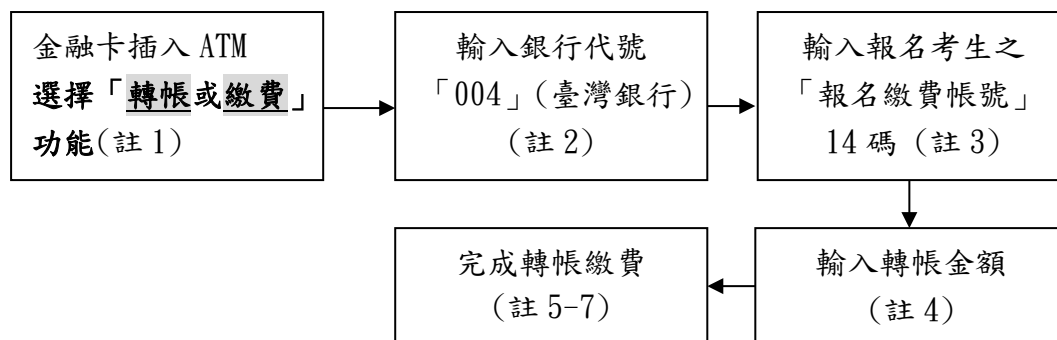 金融卡插入 ATM
選擇「轉帳或繳費」
功能(註 1)
輸入銀行代號
「004」(臺灣銀行)
(註 2)
輸入報名考生之
「報名繳費帳號」
14 碼 (註 3)
輸入轉帳金額
(註 4)
完成轉帳繳費
(註 5-7)